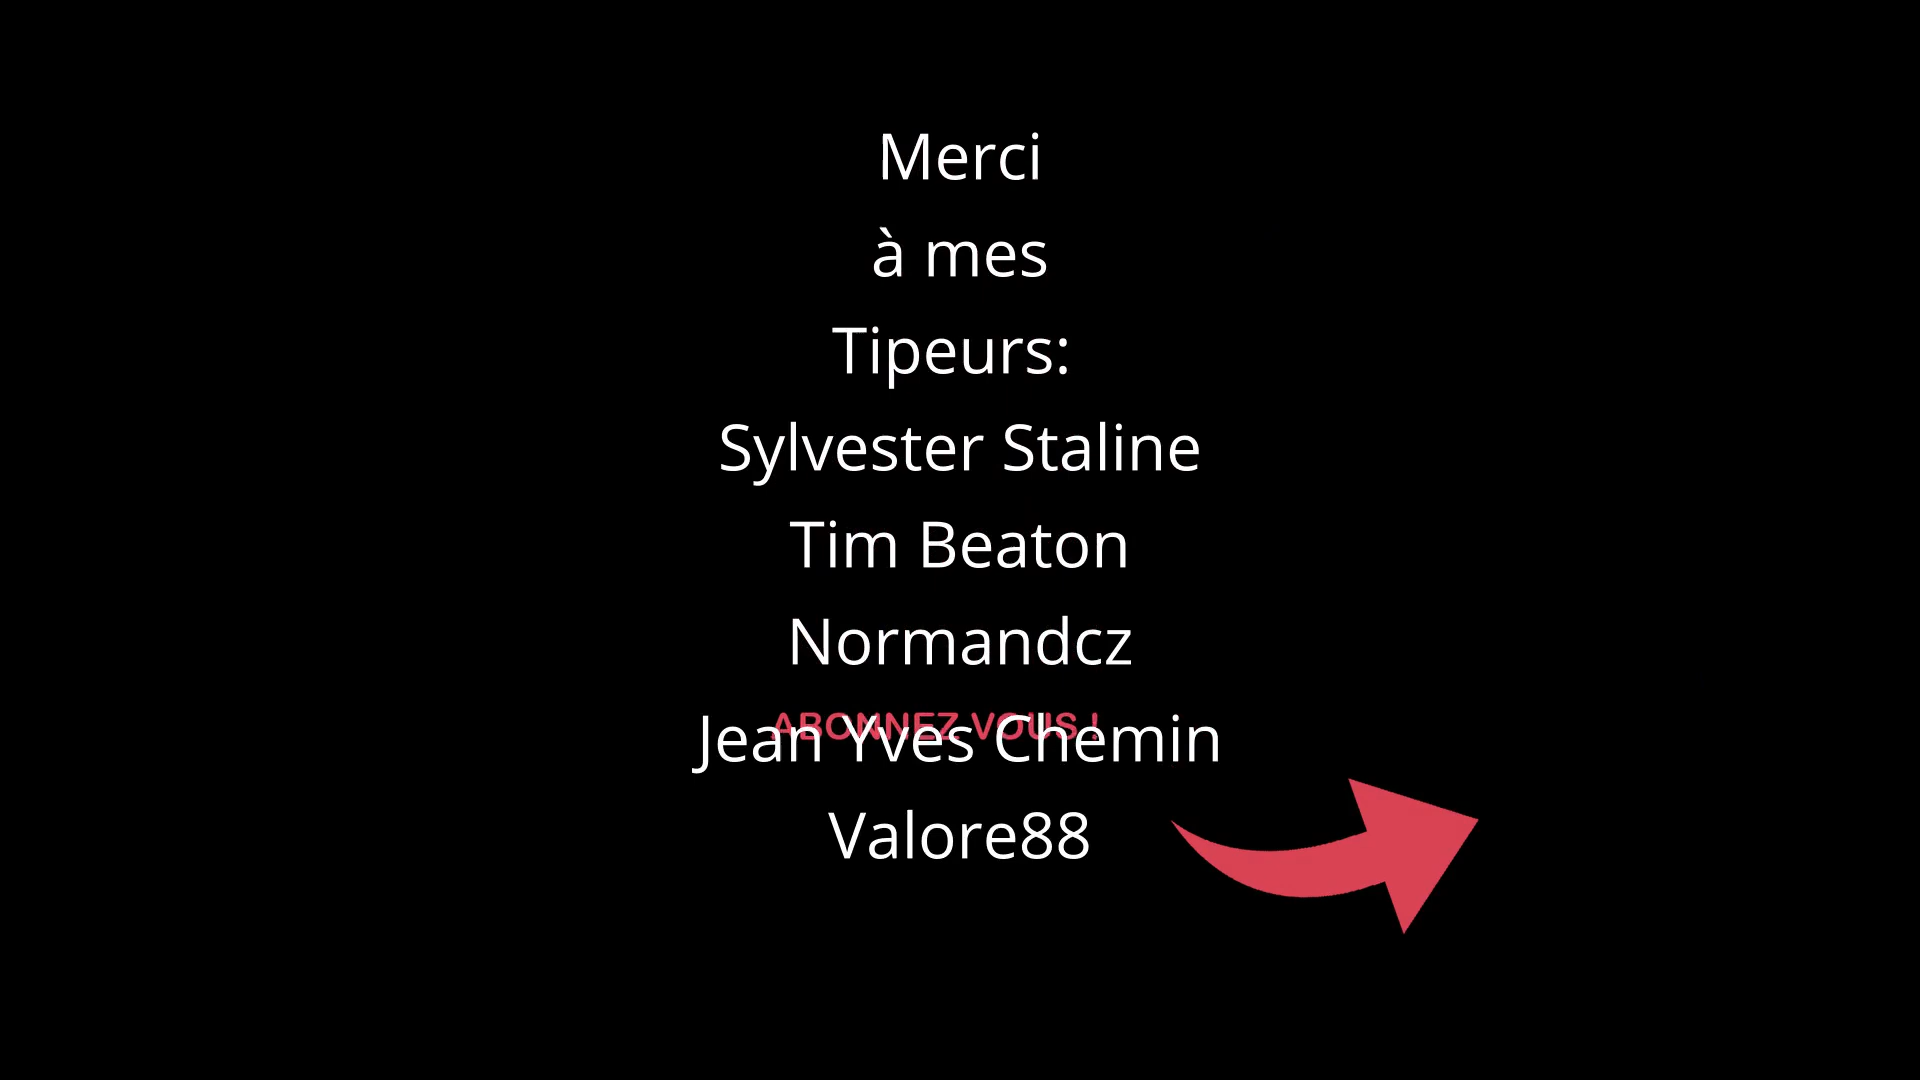 Merci
à mes
Tipeurs:
Sylvester Staline
Tim Beaton
Normandcz
ABONNEZ VOUS !
Jean Yves Chemin
Valore88